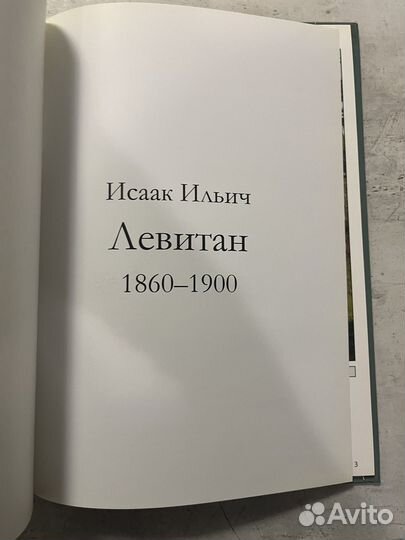 Исаак Ильич
Левитан
1860–1900
3
Avito